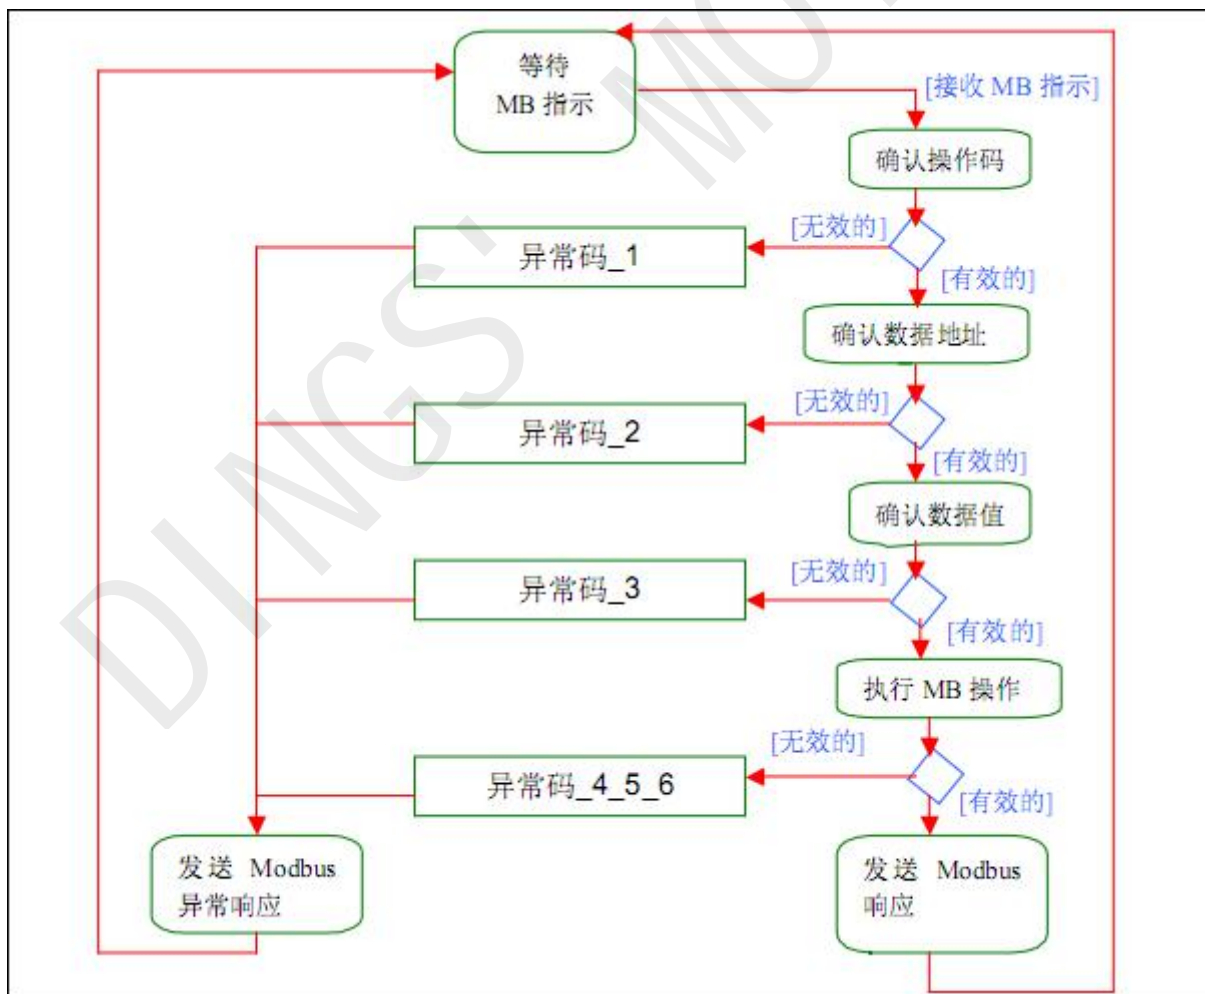 等待
MB 指示
[接收 MB 指示]
确认操作码
[无效的]
异常码_1
[有效的]
确认数据地址
[无效的]
异常码_2
[有效的]
确认数据值
[无效的]
异常码_3
[有效的]
执行 MB 操作
[无效的]
异常码_4_5_6
[有效的]
发送 Modbus
异常响应
发送 Modbus
响应
DINGS' MO